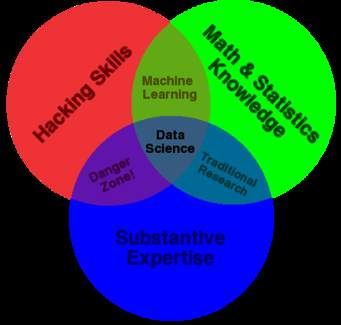 Hacking Skills
Math & Statistics
Knowledge
Machine
Learning
Data
Science
Danger
Zone!
Traditional
Research
Substantive
Expertise